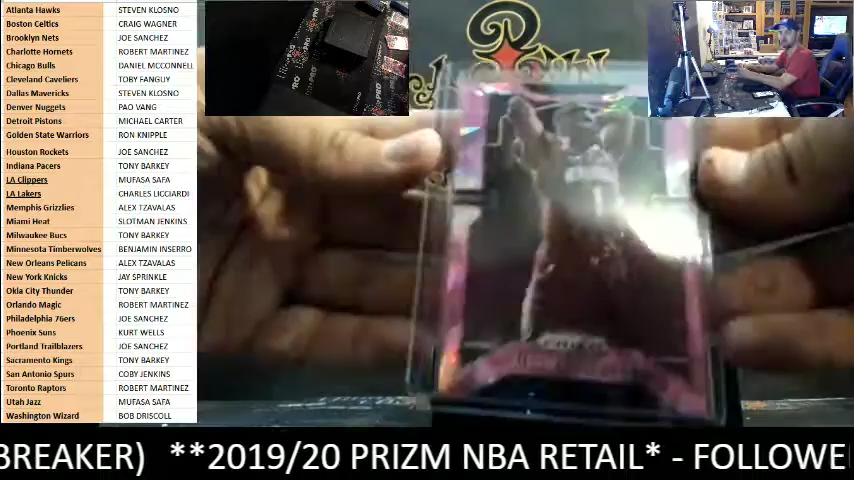 Atlanta Hawks STEVEN KLOSNO
Boston Celtics CRAIG WAGNER
Brooklyn Nets JOE SANCHEZ
Charlotte Hornets ROBERT MARTINEZ
Chicago Bulls DANIEL MCCONNELL
Cleveland Cavaliers TOBY FANGUY
Dallas Mavericks STEVEN KLOSNO
Denver Nuggets PAO VANG
Detroit Pistons MICHAEL CARTER
Golden State Warriors RON KNIPPLE
Houston Rockets JOE SANCHEZ
Indiana Pacers TONY BARKEY
LA Clippers MUFASA SAFA
LA Lakers CHARLES LICCIARDI
Memphis Grizzlies ALEX TZAVALAS
Miami Heat SLOTMAN JENKINS
Milwaukee Bucs TONY BARKEY
Minnesota Timberwolves BENJAMIN INSERRO
New Orleans Pelicans ALEX TZAVALAS
New York Knicks JAY SPRINKLE
Okla City Thunder TONY BARKEY
Orlando Magic ROBERT MARTINEZ
Philadelphia 76ers JOE SANCHEZ
Phoenix Suns KURT WELLS
Portland Trailblazers JOE SANCHEZ
Sacramento Kings TONY BARKEY
San Antonio Spurs COBY JENKINS
Toronto Raptors ROBERT MARTINEZ
Utah Jazz MUFASA SAFA
Washington Wizard BOB DRISCOLL
BREAKER) **2019/20 PRIZM NBA RETAIL* - FOLLOWE